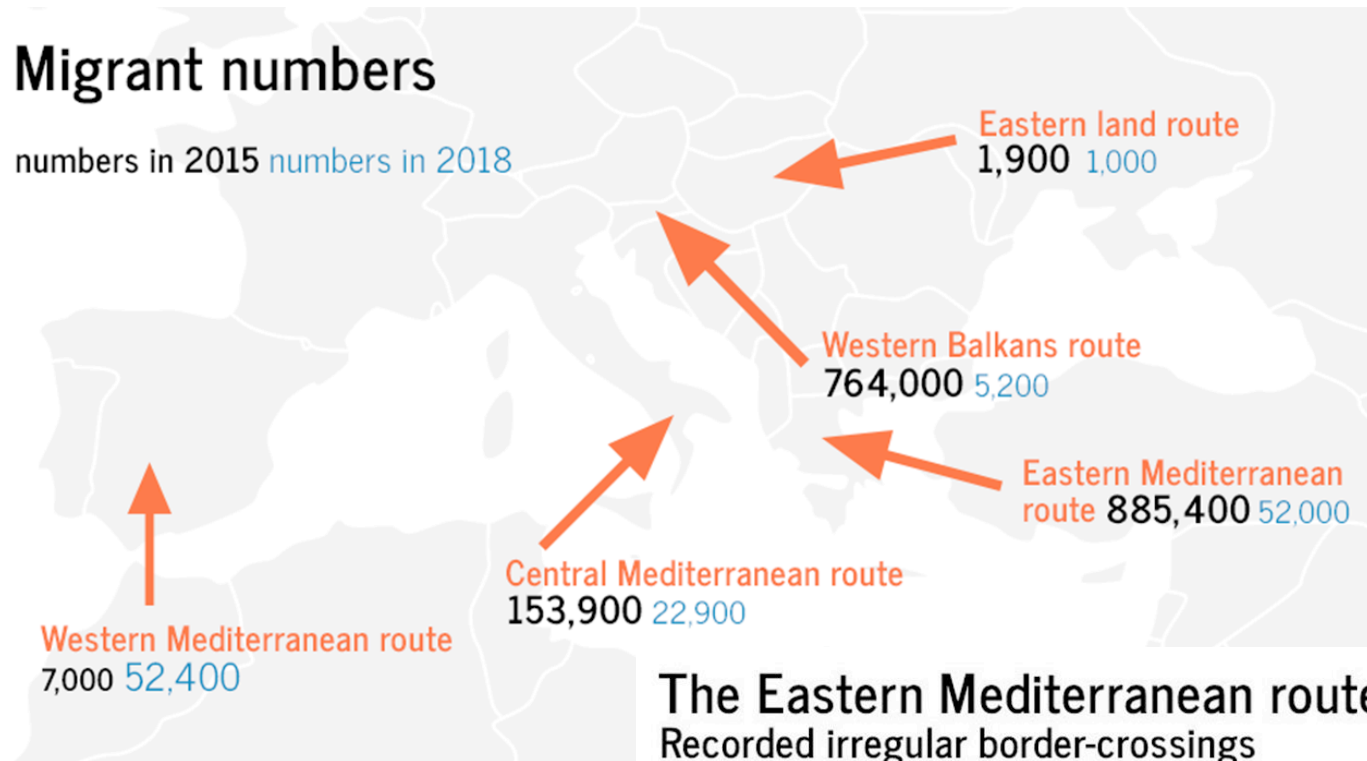 Migrant numbers
numbers in 2015 numbers in 2018
Eastern land route
1,900 1,000
Western Balkans route
764,000 5,200
Eastern Mediterranean
route 885,400 52,000
Central Mediterranean route
153,900 22,900
Western Mediterranean route
7,000 52,400
The Eastern Mediterranean route
Recorded irregular border-crossings